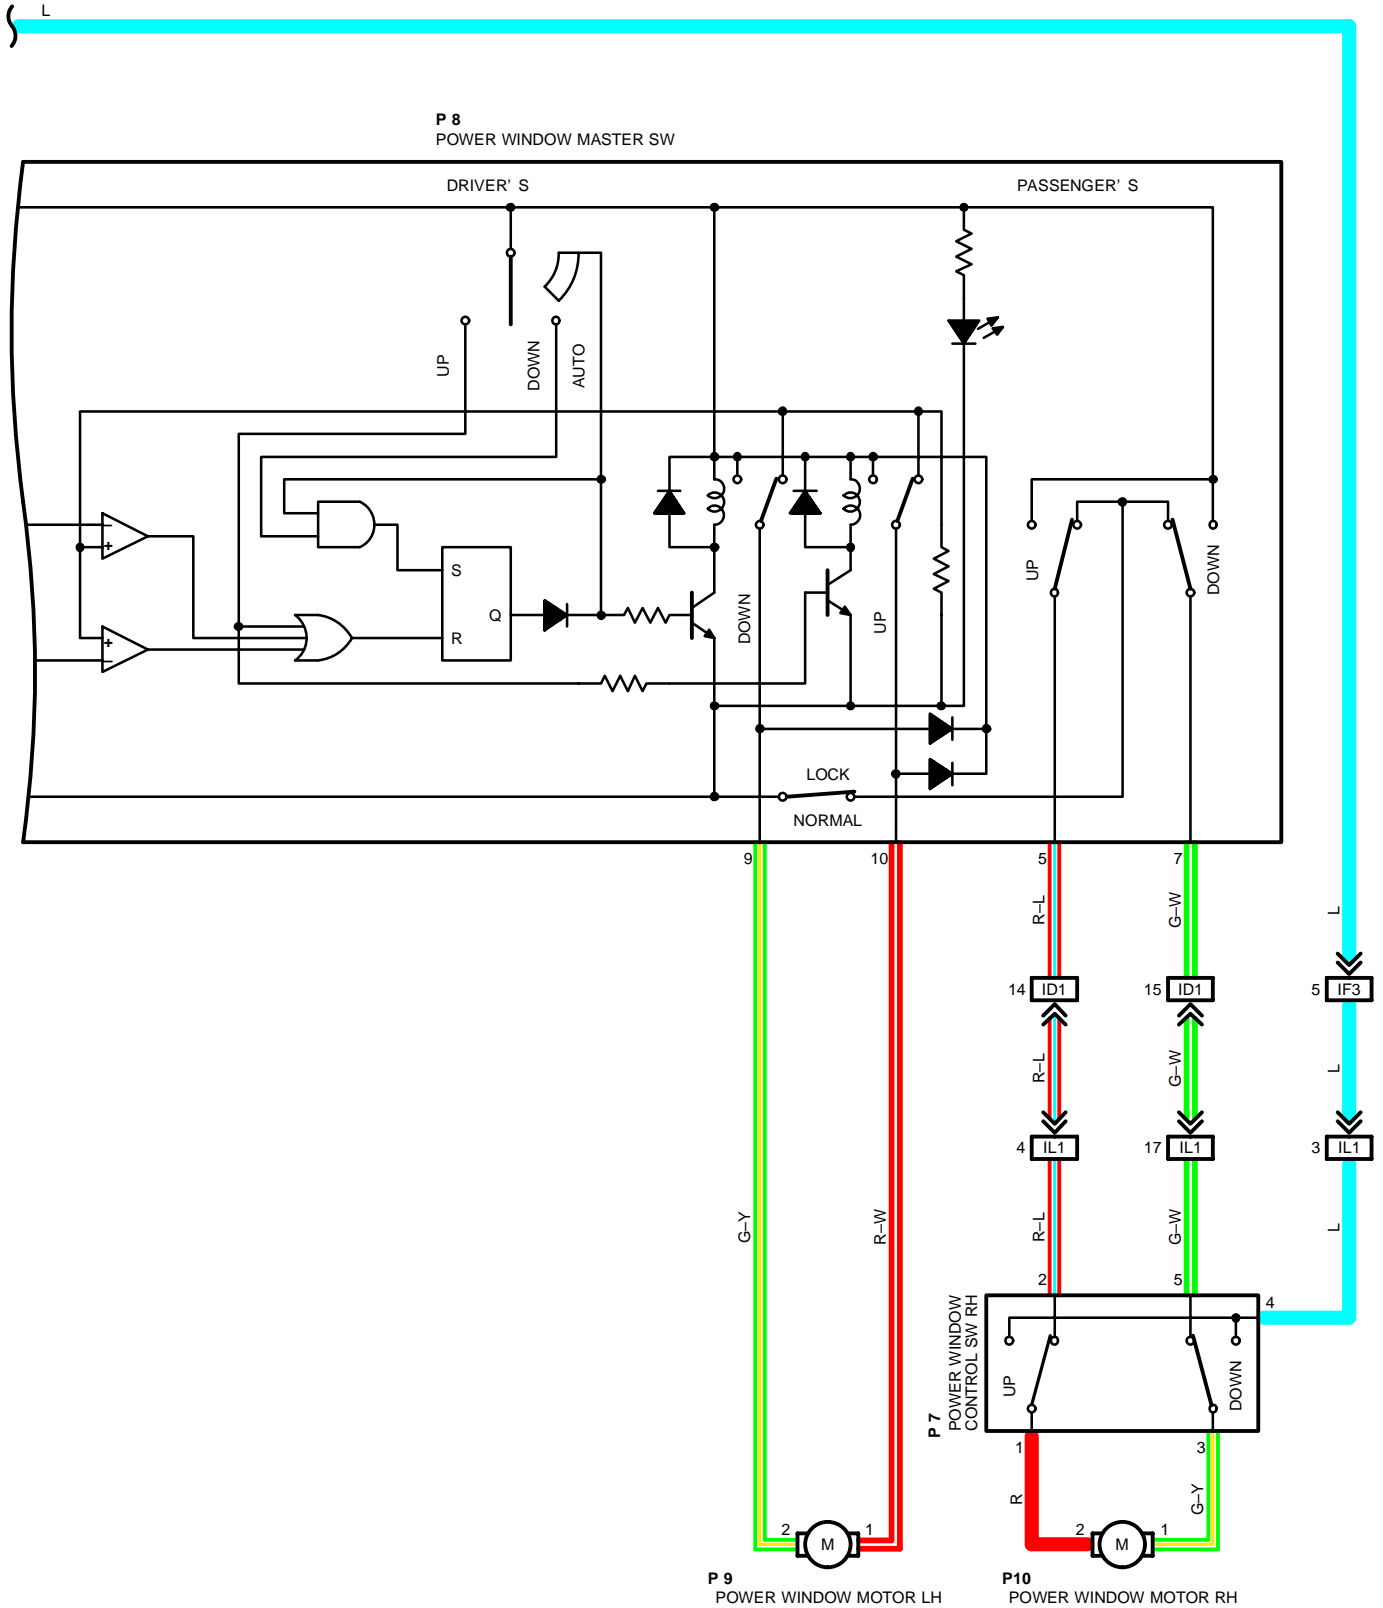 L
P 8
POWER WINDOW MASTER SW
DRIVER' S
PASSENGER' S
UP
DOWN
AUTO
−
+
+
−
S
R
Q
DOWN
UP
UP
DOWN
LOCK
NORMAL
9
10
5
7
R–L
G–W
L
14 ID1
15 ID1
5 IF3
R–L
G–W
L
4 IL1
17 IL1
3 IL1
G–Y
R–W
R–L
G–W
L
2
5
4
P 7
POWER WINDOW
CONTROL SW RH
UP
DOWN
1
3
R
G–Y
2
M
1
2
M
1
P 9
POWER WINDOW MOTOR LH
P10
POWER WINDOW MOTOR RH